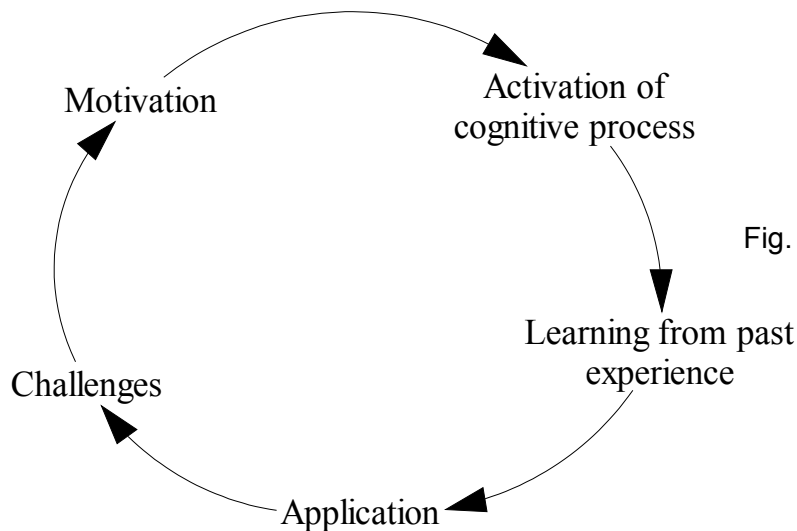 Motivation
Activation of
cognitive process
Fig.
Learning from past
experience
Challenges
Application